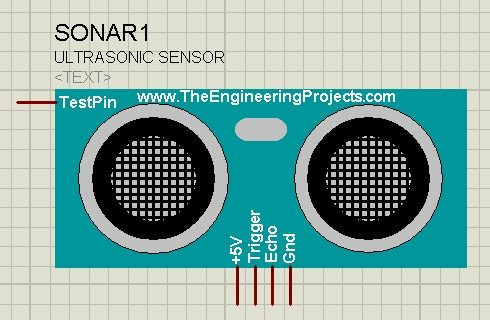 SONAR1
ULTRASONIC SENSOR
<TEXT>
www.TheEngineeringProjects.com
TestPin
+5V
Trigger
Echo
Gnd